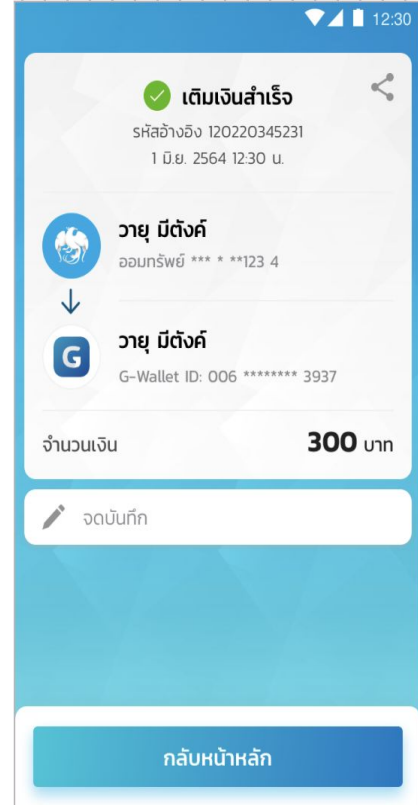 12:30
เติมเงินสำเร็จ
รหัสอ้างอิง 120220345231
1 มิ.ย. 2564 12:30 น.
วายุ มีตังค์
ออมทรัพย์ *** * **123 4
วายุ มีตังค์
G
G-Wallet ID: 006 ******** 3937
จำนวนเงิน 300 บาท
จดบันทึก
กลับหน้าหลัก